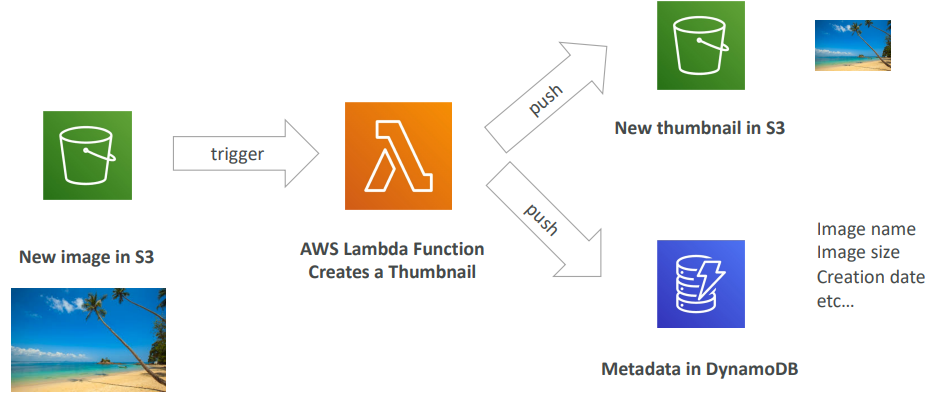 trigger
push
push
New image in S3
AWS Lambda Function
Creates a Thumbnail
New thumbnail in S3
Metadata in DynamoDB
Image name
Image size
Creation date
etc...